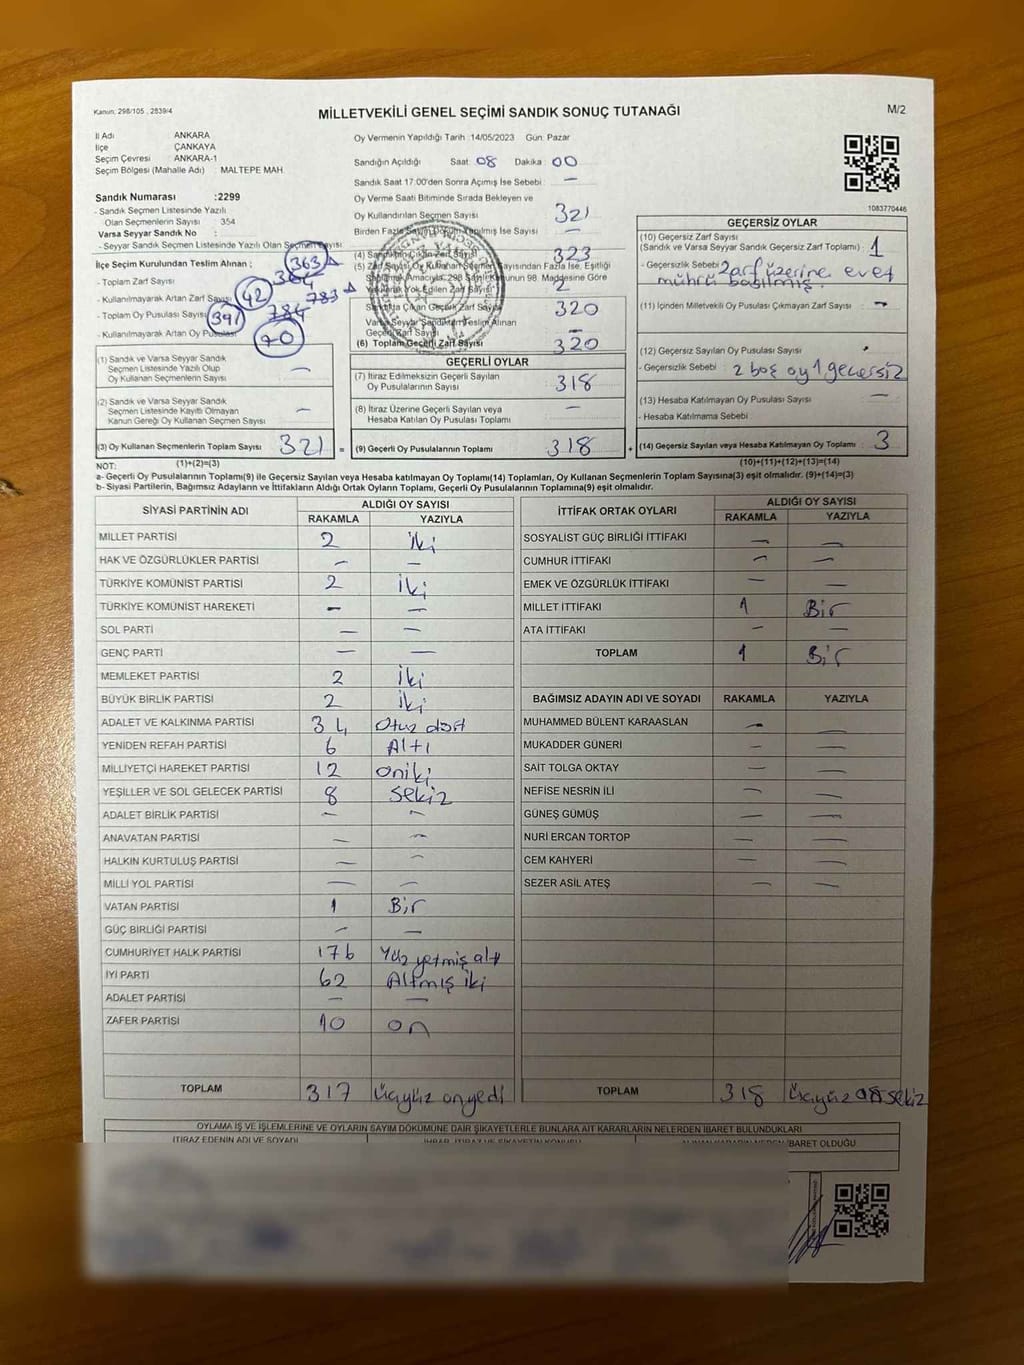 Kanun: 298/105 , 2839/4
MİLLETVEKİLİ GENEL SEÇİMİ SANDIK SONUÇ TUTANAĞI
M/2
İl Adı ANKARA
İlçe ÇANKAYA
Seçim Çevresi ANKARA-1
Seçim Bölgesi (Mahalle Adı) MALTEPE MAH.
Sandık Numarası :2299
- Sandık Seçmen Listesinde Yazılı
Olan Seçmenlerin Sayısı : 354
Varsa Seyyar Sandık No :
- Seyyar Sandık Seçmen Listesinde Yazılı Olan Seçmen Sayısı:
İlçe Seçim Kurulundan Teslim Alınan ; 363
- Toplam Zarf Sayısı 364
- Kullanılmayarak Artan Zarf Sayısı 42
783
- Toplam Oy Pusulası Sayısı 391 784
- Kullanılmayarak Artan Oy Pusulası 70
Oy Vermenin Yapıldığı Tarih :14/05/2023 Gün: Pazar
Sandığın Açıldığı Saat: 08 Dakika: 00
Sandık Saat 17:00'den Sonra Açımış İse Sebebi : —
Oy Verme Saati Bitiminde Sırada Bekleyen ve
Oy Kullandırılan Seçmen Sayısı 321
Birden Fazla Sayım Döküm Yapılmış İse Sayısı : —
(4) Sandıktan Çıkan Zarf Sayısı 323
(5) Zarf Sayısı Oy Kullanan Seçmen Sayısından Fazla İse, Eşitliği
Sağlamak Amacıyla, 298 Sayılı Kanunun 98. Maddesine Göre
Yakılarak Yok Edilen Zarf Sayısı 2
Sandıkta Çıkan Geçerli Zarf Sayısı 320
Varsa Seyyar Sandıktan Teslim Alınan
Geçerli Zarf Sayısı —
(6) Toplam Geçerli Zarf Sayısı 320
1083770446
GEÇERSİZ OYLAR
(10) Geçersiz Zarf Sayısı
(Sandık ve Varsa Seyyar Sandık Geçersiz Zarf Toplamı) : 1
- Geçersizlik Sebebi : Zarf üzerine evet
mührü basılmış.
(11) İçinden Milletvekili Oy Pusulası Çıkmayan Zarf Sayısı : —
(12) Geçersiz Sayılan Oy Pusulası Sayısı
- Geçersizlik Sebebi : 2 boş oy 1 geçersiz
(13) Hesaba Katılmayan Oy Pusulası Sayısı —
- Hesaba Katılmama Sebebi :
(1) Sandık ve Varsa Seyyar Sandık
Seçmen Listesinde Yazılı Olup
Oy Kullanan Seçmenlerin Sayısı —
(2) Sandık ve Varsa Seyyar Sandık
Seçmen Listesinde Kayıtlı Olmayan
Kanun Gereği Oy Kullanan Seçmen Sayısı —
GEÇERLİ OYLAR
(7) İtiraz Edilmeksizin Geçerli Sayılan
Oy Pusulalarının Sayısı : 318
(8) İtiraz Üzerine Geçerli Sayılan veya
Hesaba Katılan Oy Pusulası Toplamı : —
(3) Oy Kullanan Seçmenlerin Toplam Sayısı 321 = (9) Geçerli Oy Pusulalarının Toplamı 318 + (14) Geçersiz Sayılan veya Hesaba Katılmayan Oy Toplamı : 3
NOT: (1)+(2)=(3) (10)+(11)+(12)+(13)=(14)
a- Geçerli Oy Pusulalarının Toplamı(9) ile Geçersiz Sayılan veya Hesaba katılmayan Oy Toplamı(14) Toplamları, Oy Kullanan Seçmenlerin Toplam Sayısına(3) eşit olmalıdır. (9)+(14)=(3)
b- Siyasi Partilerin, Bağımsız Adayların ve İttifakların Aldığı Ortak Oyların Toplamı, Geçerli Oy Pusulalarının Toplamına(9) eşit olmalıdır.
SİYASİ PARTİNİN ADI ALDIĞI OY SAYISI
RAKAMLA YAZIYLA
MİLLET PARTİSİ 2 iki
HAK VE ÖZGÜRLÜKLER PARTİSİ — —
TÜRKİYE KOMÜNİST PARTİSİ 2 iki
TÜRKİYE KOMÜNİST HAREKETİ — —
SOL PARTİ — —
GENÇ PARTİ — —
MEMLEKET PARTİSİ 2 iki
BÜYÜK BİRLİK PARTİSİ 2 iki
ADALET VE KALKINMA PARTİSİ 34 Otuz dört
YENİDEN REFAH PARTİSİ 6 Altı
MİLLİYETÇİ HAREKET PARTİSİ 12 oniki
YEŞİLLER VE SOL GELECEK PARTİSİ 8 sekiz
ADALET BİRLİK PARTİSİ — —
ANAVATAN PARTİSİ — —
HALKIN KURTULUŞ PARTİSİ — —
MİLLİ YOL PARTİSİ — —
VATAN PARTİSİ 1 Bir
GÜÇ BİRLİĞİ PARTİSİ — —
CUMHURİYET HALK PARTİSİ 176 Yüz yetmiş altı
İYİ PARTİ 62 Altmış iki
ADALET PARTİSİ — —
ZAFER PARTİSİ 10 on
TOPLAM 317 üçyüz onyedi
İTTİFAK ORTAK OYLARI ALDIĞI OY SAYISI
RAKAMLA YAZIYLA
SOSYALİST GÜÇ BİRLİĞİ İTTİFAKI — —
CUMHUR İTTİFAKI — —
EMEK VE ÖZGÜRLÜK İTTİFAKI — —
MİLLET İTTİFAKI 1 Bir
ATA İTTİFAKI — —
TOPLAM 1 Bir
BAĞIMSIZ ADAYIN ADI VE SOYADI RAKAMLA YAZIYLA
MUHAMMED BÜLENT KARAASLAN — —
MUKADDER GÜNERİ — —
SAİT TOLGA OKTAY — —
NEFİSE NESRİN İLİ — —
GÜNEŞ GÜMÜŞ — —
NURİ ERCAN TORTOP — —
CEM KAHYERİ — —
SEZER ASİL ATEŞ — —
TOPLAM 318 üçyüz onsekiz
OYLAMA İŞ VE İŞLEMLERİNE VE OYLARIN SAYIM DÖKÜMÜNE DAİR ŞİKAYETLERLE BUNLARA AİT KARARLARIN NELERDEN İBARET BULUNDUKLARI
İTİRAZ EDENİN ADI VE SOYADI İHBAR, İTİRAZ VE ŞİKAYETİN KONUSU ALINAN KARARIN NEDEN İBARET OLDUĞU